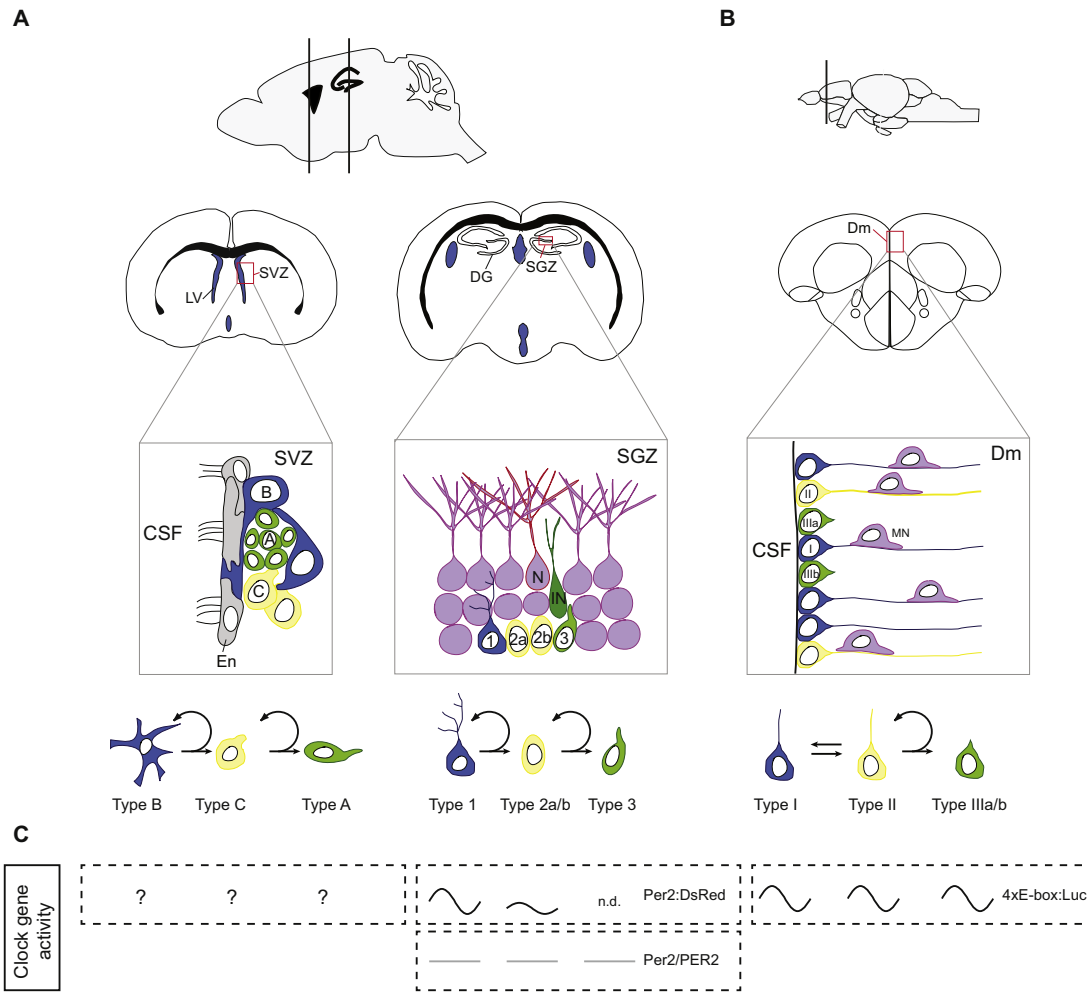 A
B
SVZ
LV
DG
SGZ
Dm
SVZ
CSF
B
A
C
En
SGZ
N
IN
1
2a
2b
3
Dm
CSF
II
IIIa
I
IIIb
MN
Type B
Type C
Type A
Type 1
Type 2a/b
Type 3
Type I
Type II
Type IIIa/b
C
Clock gene
activity
? ? ?
n.d.
Per2:DsRed
4xE-box:Luc
Per2/PER2